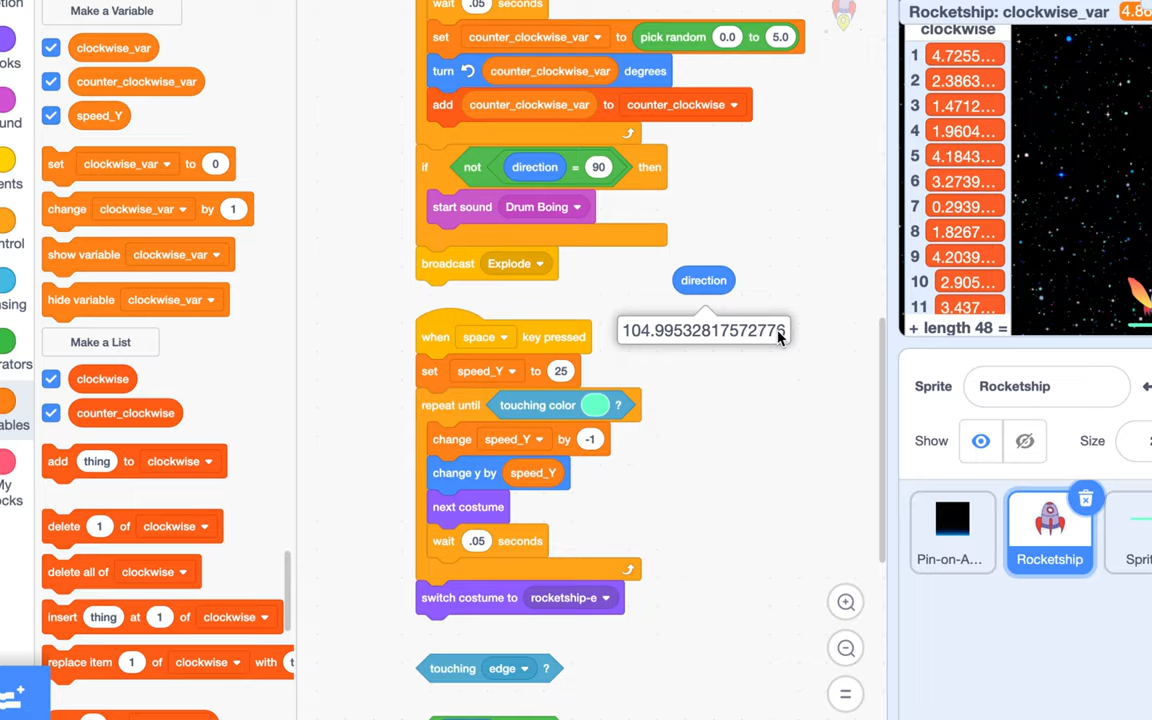 Make a Variable
clockwise_var
counter_clockwise_var
speed_Y
set clockwise_var to 0
change clockwise_var by 1
show variable clockwise_var
hide variable clockwise_var
Make a List
clockwise
counter_clockwise
add thing to clockwise
delete 1 of clockwise
delete all of clockwise
insert thing at 1 of clockwise
replace item 1 of clockwise with
wait .05 seconds
set counter_clockwise_var to pick random 0.0 to 5.0
turn counter_clockwise_var degrees
add counter_clockwise_var to counter_clockwise
if not direction = 90 then
start sound Drum Boing
broadcast Explode
direction
104.99532817572776
when space key pressed
set speed_Y to 25
repeat until touching color ?
change speed_Y by -1
change y by speed_Y
next costume
wait .05 seconds
switch costume to rocketship-e
touching edge ?
Rocketship: clockwise_var
clockwise
1 4.7255...
2 2.3863...
3 1.4712...
4 1.9604...
5 4.1843...
6 3.2739...
7 0.2939...
8 1.8267...
9 4.2039...
10 2.905...
11 3.437...
+ length 48 =
Sprite Rocketship
Show Size
Pin-on-A...
Rocketship
My